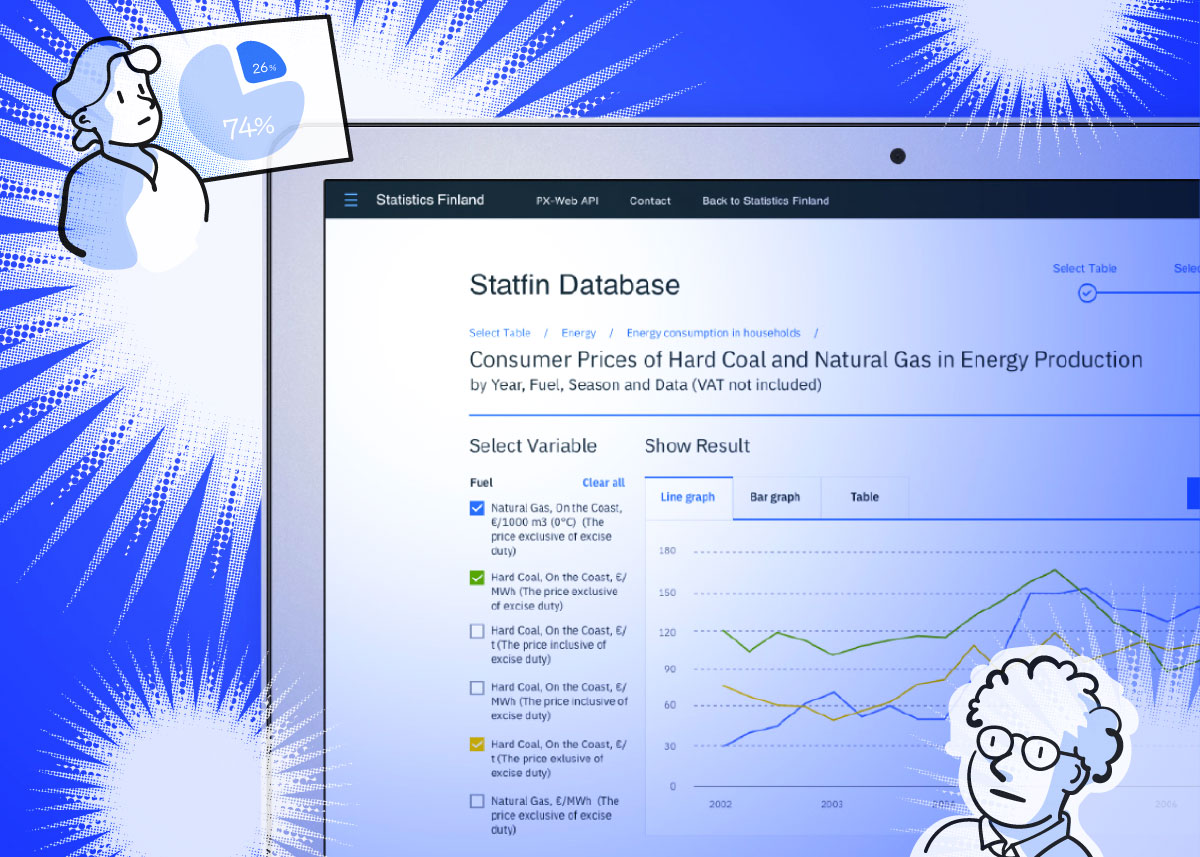 26%
74%
Statistics Finland PX-Web API Contact Back to Statistics Finland
Statfin Database
Select Table
Select Table / Energy / Energy consumption in households /
Consumer Prices of Hard Coal and Natural Gas in Energy Production
by Year, Fuel, Season and Data (VAT not included)
Select Variable
Show Result
Fuel Clear all
Line graph Bar graph Table
Natural Gas, On the Coast,
€/1000 m3 (0°C) (The
price exclusive of excise
duty)
Hard Coal, On the Coast, €/
MWh (The price exclusive
of excise duty)
Hard Coal, On the Coast, €/
t (The price inclusive of
excise duty)
Hard Coal, On the Coast, €/
MWh (The price inclusive of
excise duty)
Hard Coal, On the Coast, €/
t (The price exlusive of
excise duty)
Natural Gas, €/MWh (The
price exclusive of excise
duty)
180
150
120
90
60
30
0
2002 2003 2006